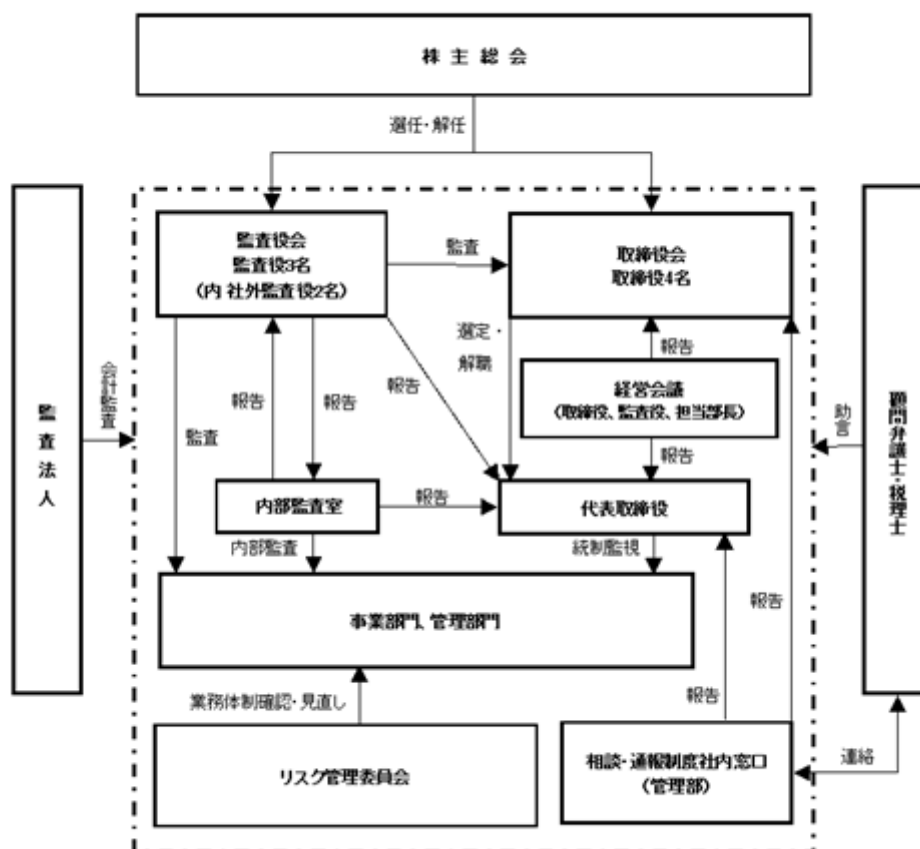 株主総会
選任・解任
監査役会
監査役3名
(内 社外監査役2名)
監査
取締役会
取締役4名
選定・
解職
報告
経営会議
(取締役、監査役、担当部長)
報告
報告
報告
報告
監査
内部監査室
報告
代表取締役
内部監査
統制監視
事業部門、管理部門
業務体制確認・見直し
報告
報告
リスク管理委員会
相談・通報制度社内窓口
(管理部)
連絡
監査法人
会計監査
助言
顧問弁護士・税理士